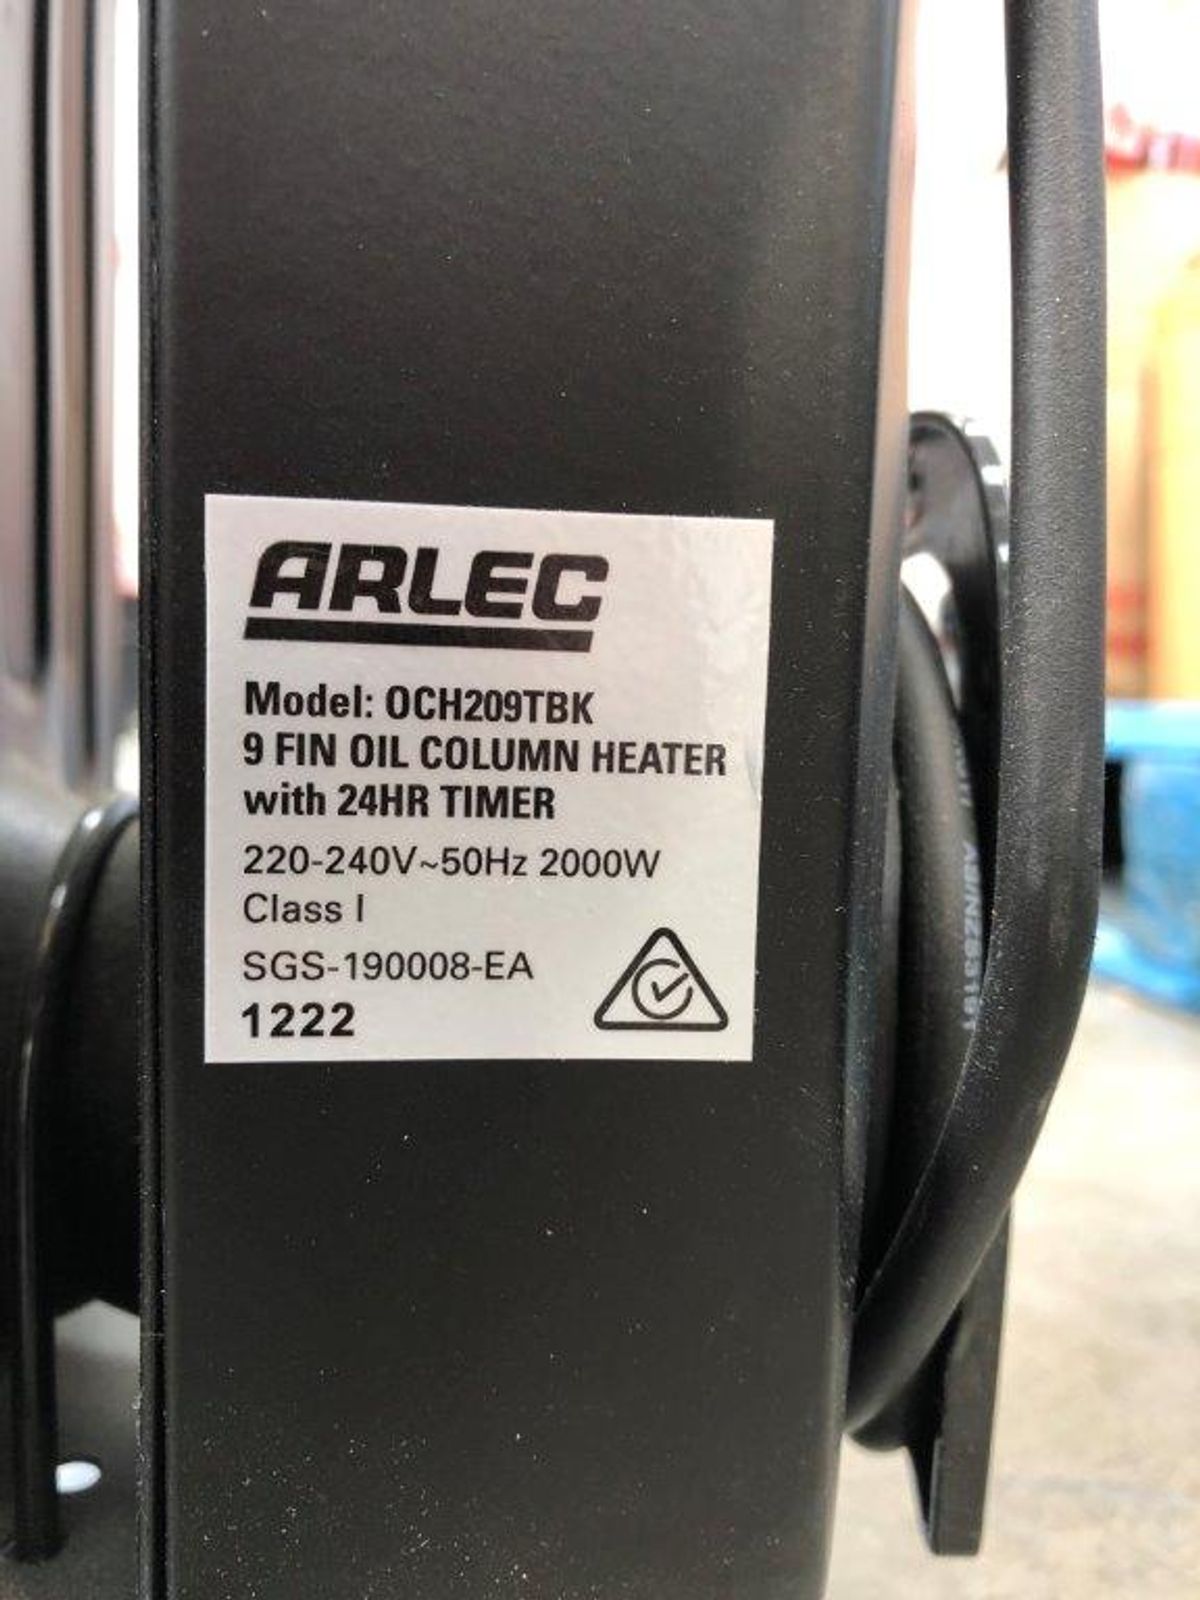 ARLEC
Model: OCH209TBK
9 FIN OIL COLUMN HEATER
with 24HR TIMER
220-240V~50Hz 2000W
Class I
SGS-190008-EA
1222